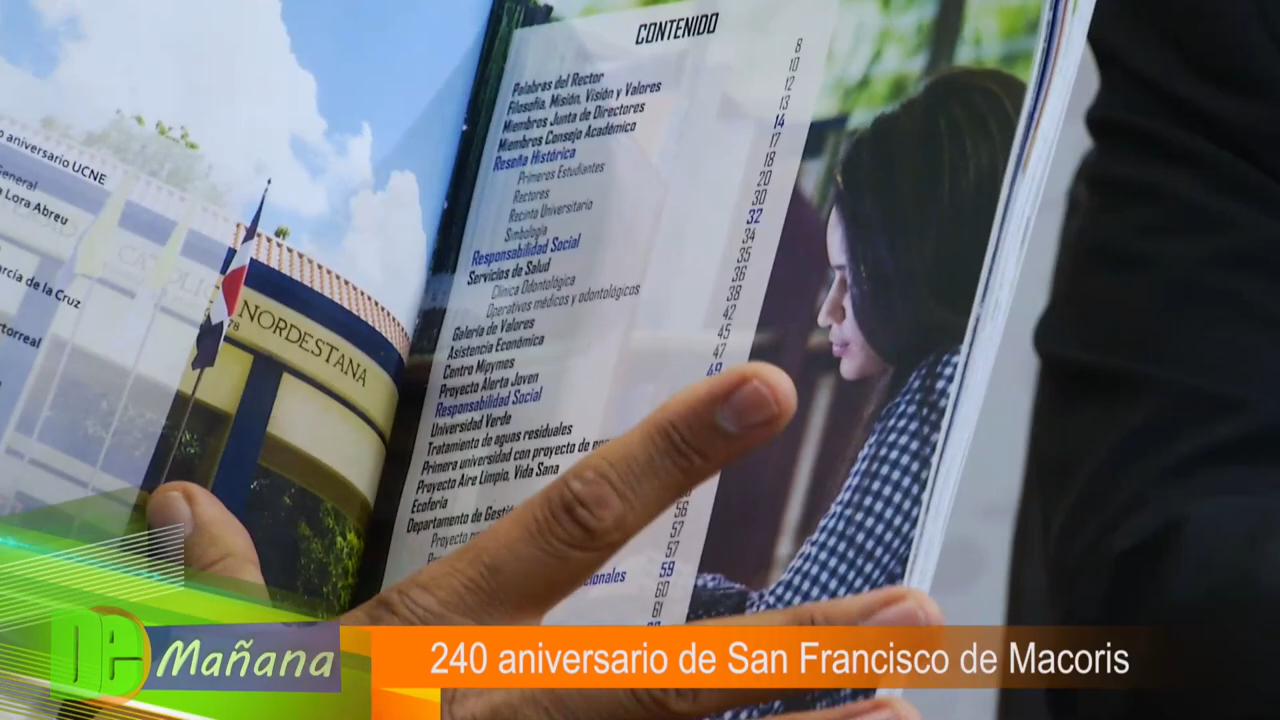 o aniversario UCNE
General
a Lora Abreu
arcía de la Cruz
rtorreal
NORDESTANA
78
CONTENIDO
Palabras del Rector 8
Filosofía, Misión, Visión y Valores 10
Miembros Junta de Directores 12
Miembros Consejo Académico 13
Reseña Histórica 14
Primeros Estudiantes 17
Rectores 18
Recinto Universitario 20
Simbología 30
Responsabilidad Social 32
Servicios de Salud 34
Clínica Odontológica 35
Operativos médicos y odontológicos 36
Galería de Valores 38
Asistencia Económica 42
Centro Mipymes 45
Proyecto Alerta Joven 47
Responsabilidad Social 49
Universidad Verde
Tratamiento de aguas residuales
Primera universidad con proyecto de
Proyecto Aire Limpio, Vida Sana
Ecoferia
Departamento de Gesti 56
Proyecto 57
57
cionales 59
60
61
De Mañana
240 aniversario de San Francisco de Macoris